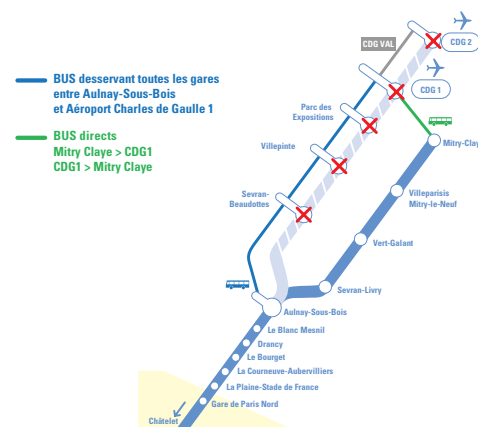 CDG VAL
CDG 2
CDG 1
BUS desservant toutes les gares
entre Aulnay-Sous-Bois
et Aéroport Charles de Gaulle 1
BUS directs
Mitry Claye > CDG1
CDG1 > Mitry Claye
Parc des
Expositions
Villepinte
Mitry-Clay
Sevran-
Beaudottes
Villeparisis
Mitry-le-Neuf
Vert-Galant
Sevran-Livry
Aulnay-Sous-Bois
Le Blanc Mesnil
Drancy
Le Bourget
La Courneuve-Aubervilliers
La Plaine-Stade de France
Gare de Paris Nord
Châtelet